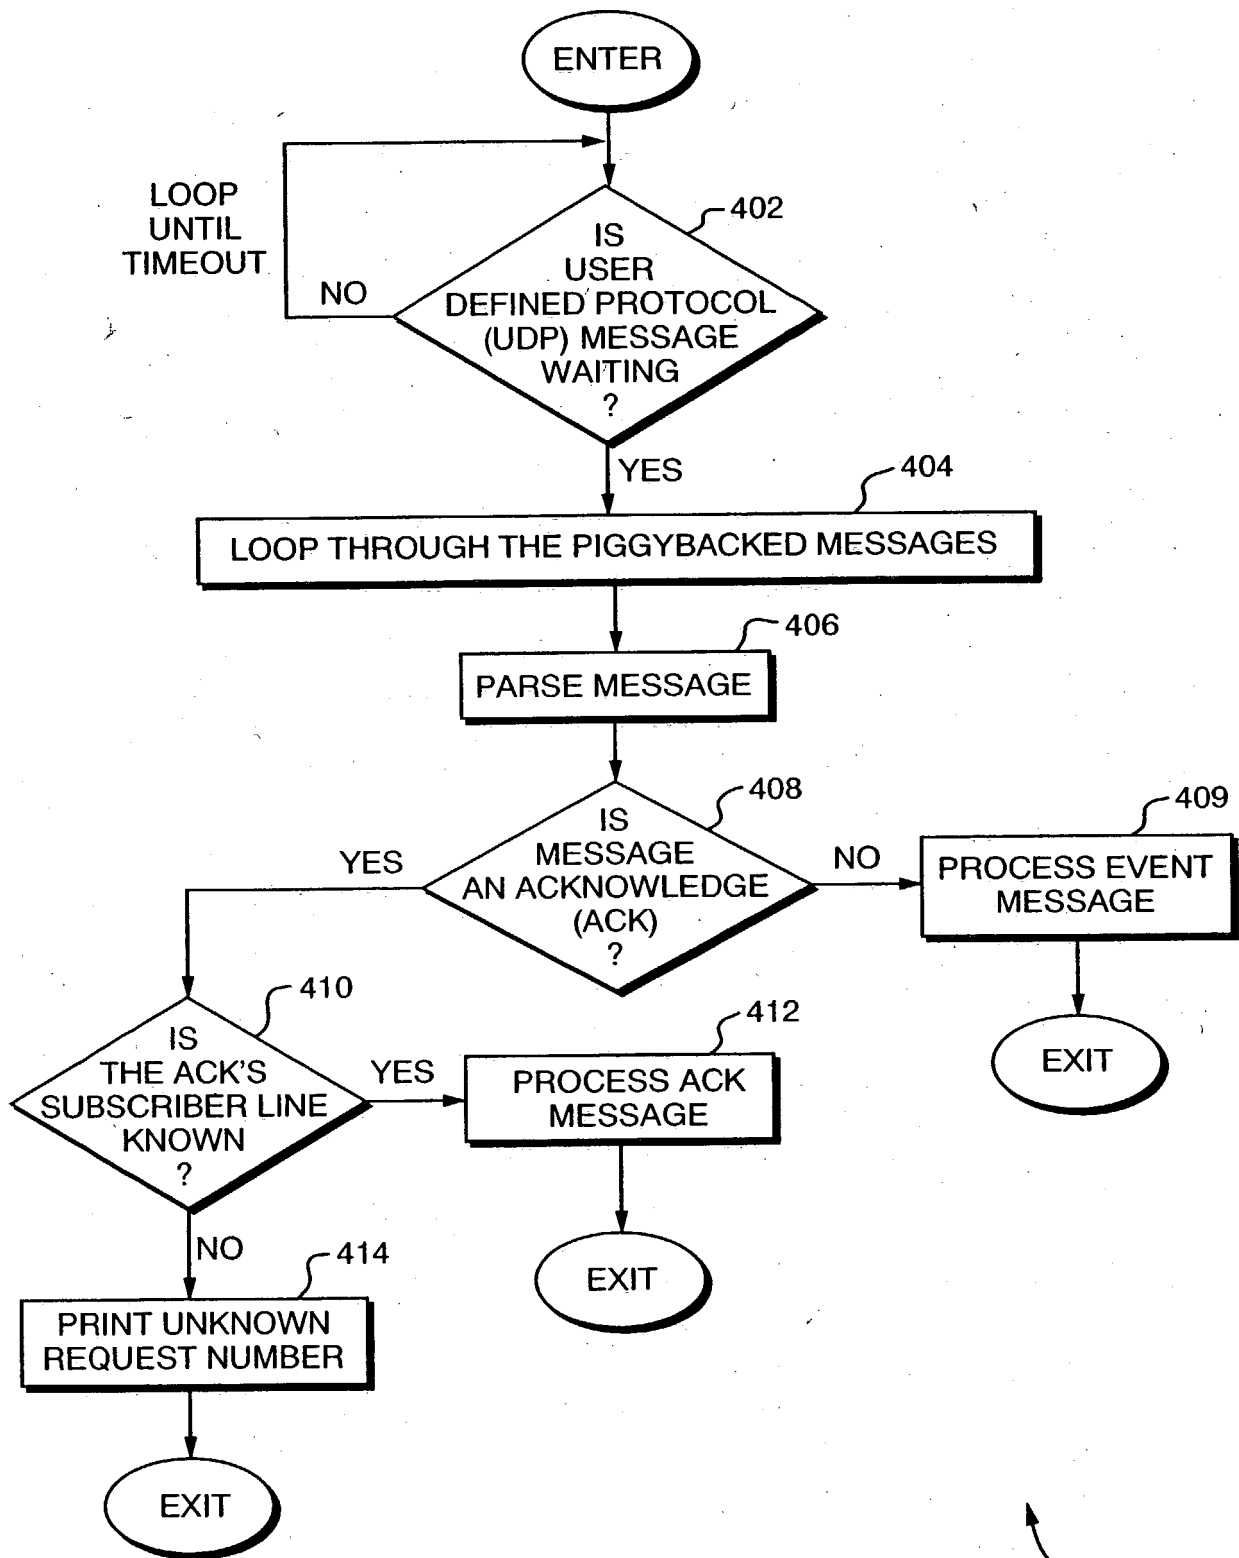 ENTER
LOOP
UNTIL
TIMEOUT
NO
402
IS
USER
DEFINED PROTOCOL
(UDP) MESSAGE
WAITING
?
YES
404
LOOP THROUGH THE PIGGYBACKED MESSAGES
406
PARSE MESSAGE
408
IS
MESSAGE
AN ACKNOWLEDGE
(ACK)
?
YES
NO
409
PROCESS EVENT
MESSAGE
EXIT
410
IS
THE ACK'S
SUBSCRIBER LINE
KNOWN
?
YES
412
PROCESS ACK
MESSAGE
EXIT
NO
414
PRINT UNKNOWN
REQUEST NUMBER
EXIT